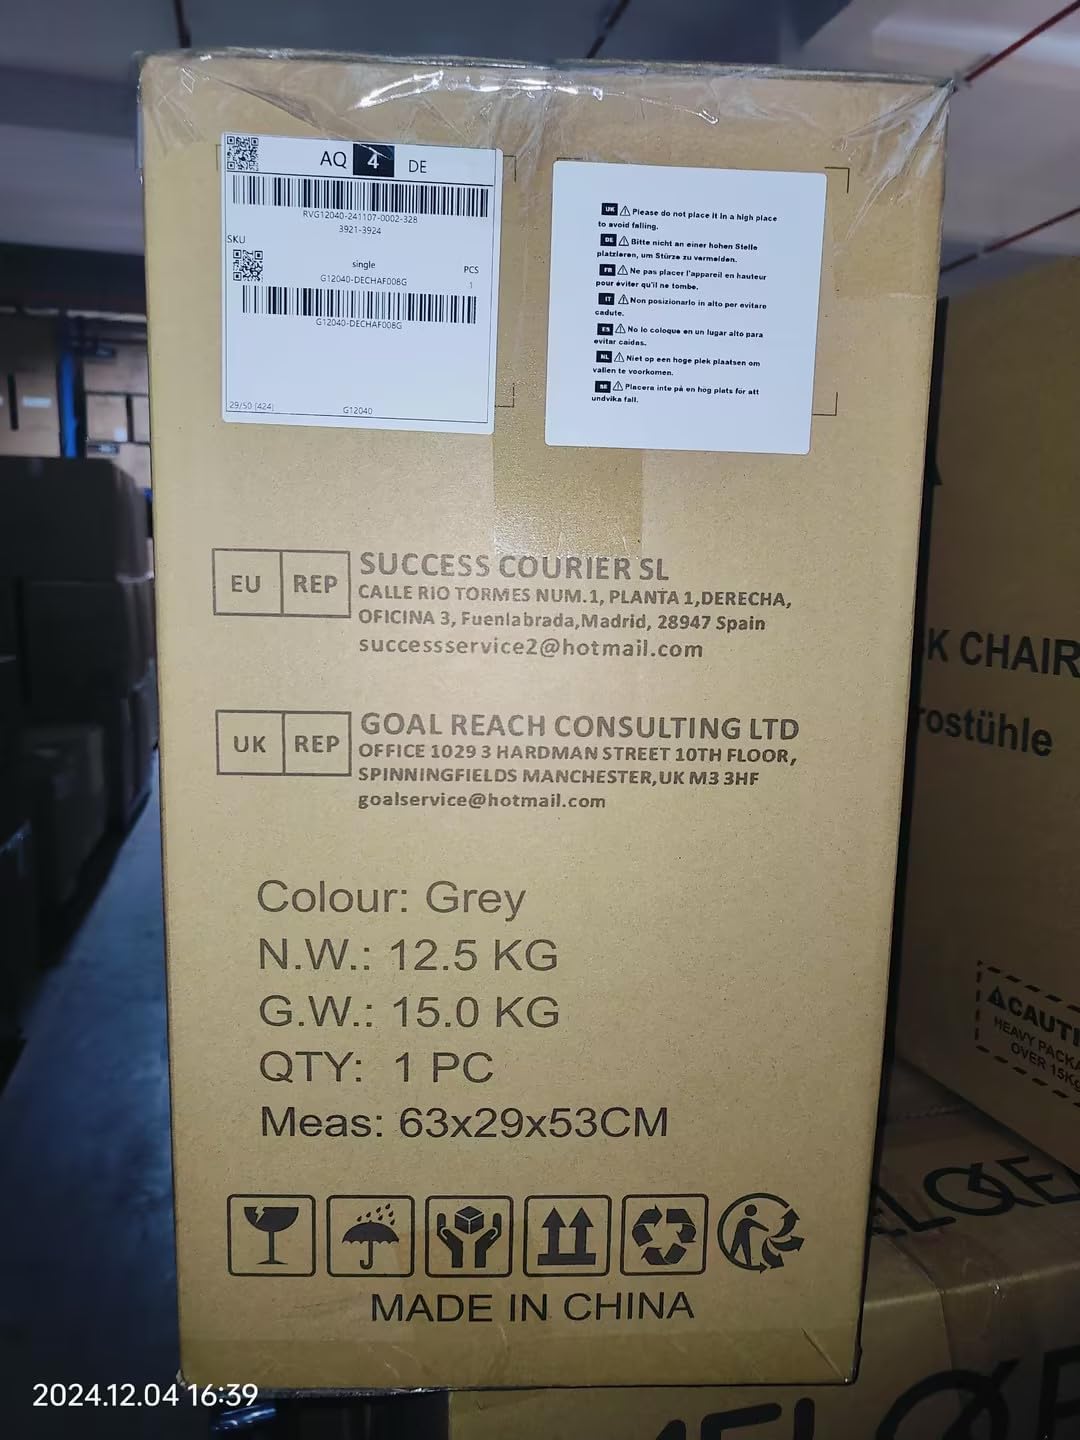 AQ 4 DE
RVG12040-241107-0002-328
3921-3924
SKU
single
PCS
G12040-DECHAF008G
1
G12040-DECHAF008G
29/50 [424]
G12040
UK Please do not place it in a high place
to avoid falling.
DE Bitte nicht an einer hohen Stelle
platzieren, um Stürze zu vermeiden.
FR Ne pas placer l'appareil en hauteur
pour éviter qu'il ne tombe.
IT Non posizionarlo in alto per evitare
cadute.
ES No lo coloque en un lugar alto para
evitar caídas.
NL Niet op een hoge plek plaatsen om
vallen te voorkomen.
SE Placera inte på en hög plats för att
undvika fall.
EU REP
SUCCESS COURIER SL
CALLE RIO TORMES NUM.1, PLANTA 1,DERECHA,
OFICINA 3, Fuenlabrada,Madrid, 28947 Spain
successservice2@hotmail.com
UK REP
GOAL REACH CONSULTING LTD
OFFICE 1029 3 HARDMAN STREET 10TH FLOOR,
SPINNINGFIELDS MANCHESTER,UK M3 3HF
goalservice@hotmail.com
Colour: Grey
N.W.: 12.5 KG
G.W.: 15.0 KG
QTY: 1 PC
Meas: 63x29x53CM
MADE IN CHINA
K CHAIR
rostühle
CAUTI
HEAVY PACKA
OVER 15KG
2024.12.04 16:39